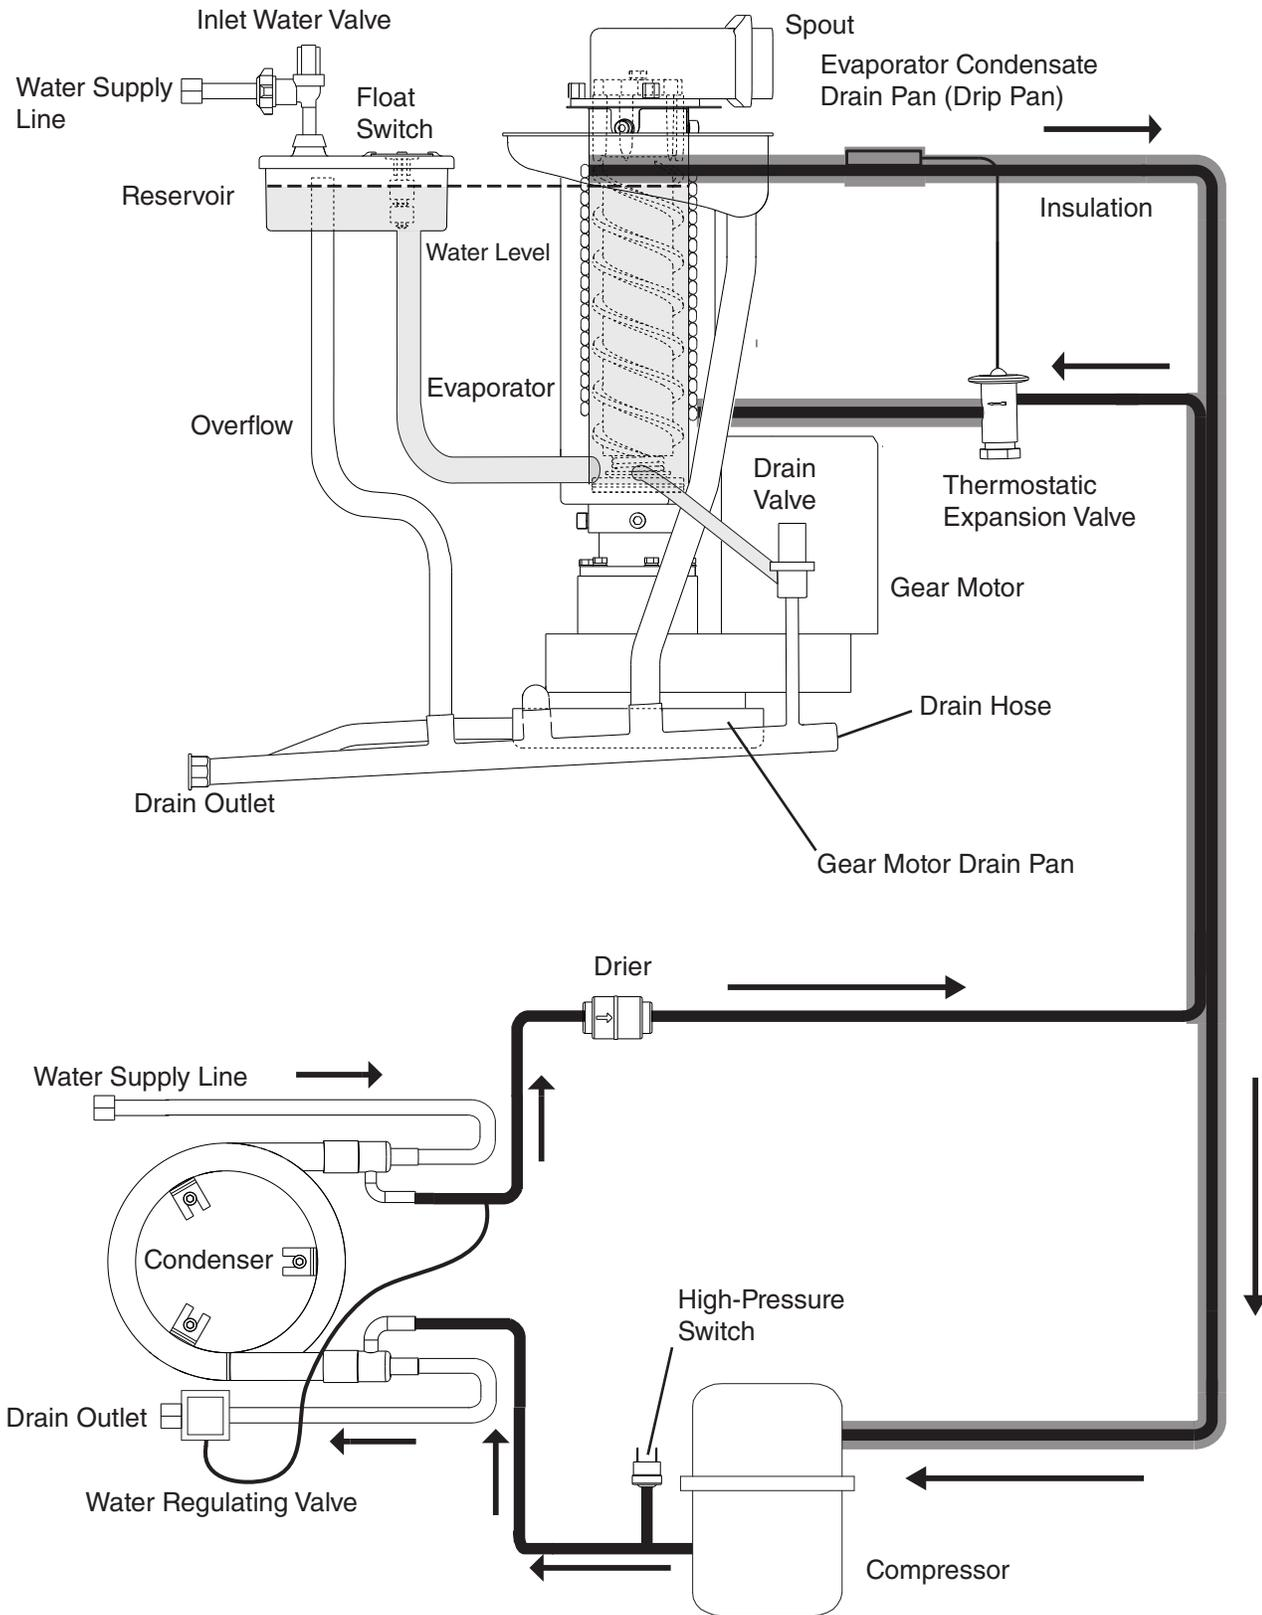 Inlet Water Valve
Spout
Water Supply
Line
Float
Switch
Evaporator Condensate
Drain Pan (Drip Pan)
Reservoir
Insulation
Water Level
Evaporator
Overflow
Drain
Valve
Thermostatic
Expansion Valve
Gear Motor
Drain Hose
Drain Outlet
Gear Motor Drain Pan
Drier
Water Supply Line
Condenser
High-Pressure
Switch
Drain Outlet
Water Regulating Valve
Compressor